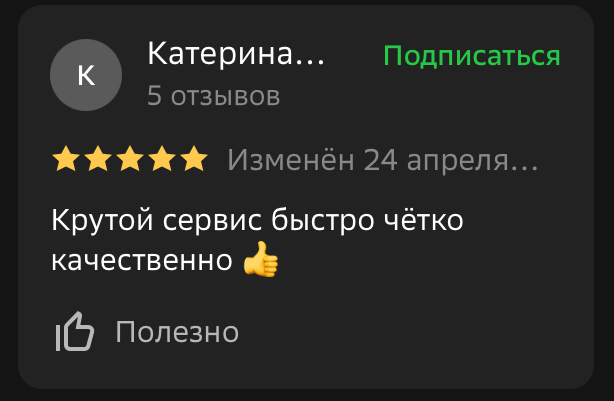 К
Катерина...
Подписаться
5 отзывов
Изменён 24 апреля...
Крутой сервис быстро чётко
качественно 👍
Полезно